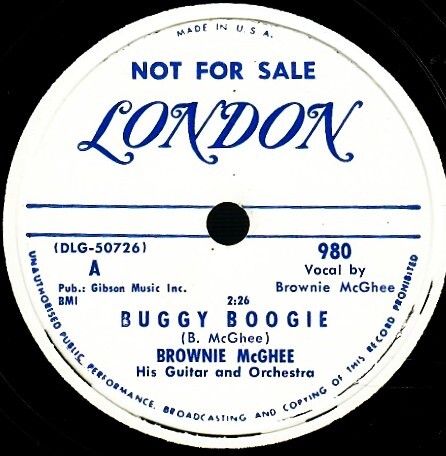 MADE IN U.S.A.
NOT FOR SALE
LONDON
(DLG-50726)
A
980
Vocal by
Brownie McGhee
Pub.: Gibson Music Inc.
BMI
2:26
BUGGY BOOGIE
(B. McGhee)
BROWNIE McGHEE
His Guitar and Orchestra
UNAUTHORISED PUBLIC PERFORMANCE, BROADCASTING AND COPYING OF THIS RECORD PROHIBITED